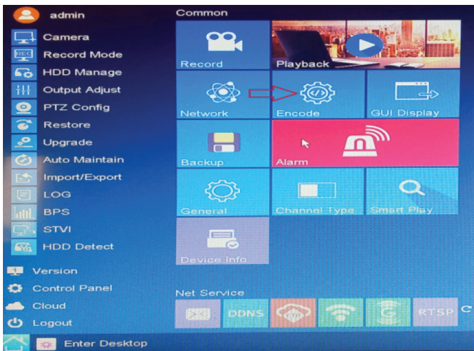 admin
Camera
Record Mode
HDD Manage
Output Adjust
PTZ Config
Restore
Upgrade
Auto Maintain
Import/Export
LOG
BPS
STVI
HDD Detect
Version
Control Panel
Cloud
Logout
Enter Desktop
Common
Record
Playback
Network
Encode
GUI Display
Backup
Alarm
General
Channel Type
Smart Play
Device Info
Net Service
DDNS
RTSP